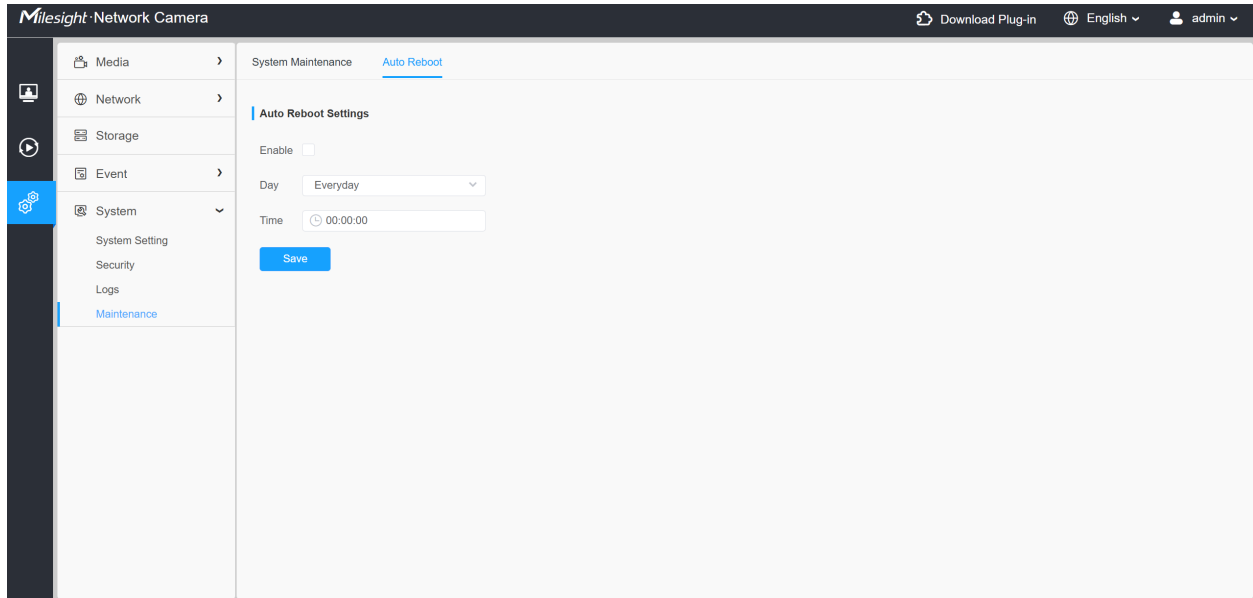 Milesight·Network Camera
Download Plug-in
English
admin
Media
Network
Storage
Event
System
System Setting
Security
Logs
Maintenance
System Maintenance
Auto Reboot
Auto Reboot Settings
Enable
Day Everyday
Time 00:00:00
Save